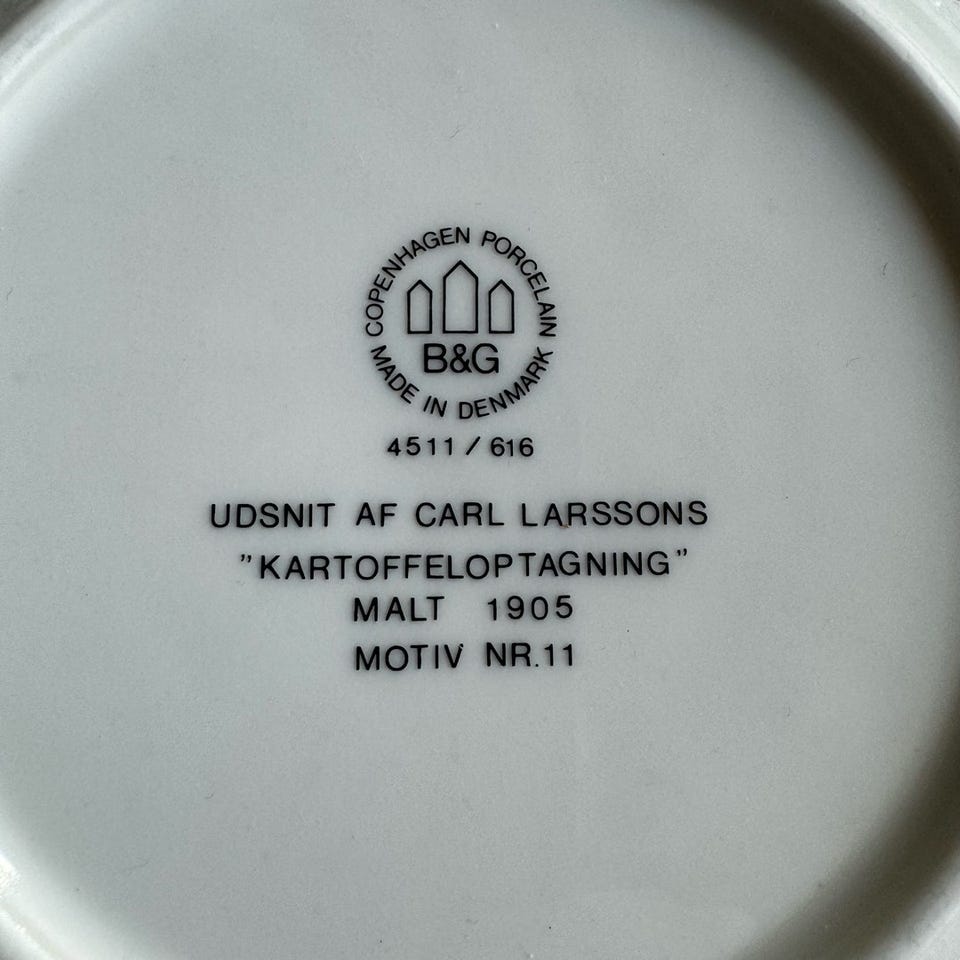 COPENHAGEN PORCELAIN
B&G
MADE IN DENMARK
4511/616
UDSNIT AF CARL LARSSONS
"KARTOFFELOPTAGNING"
MALT 1905
MOTIV NR.11